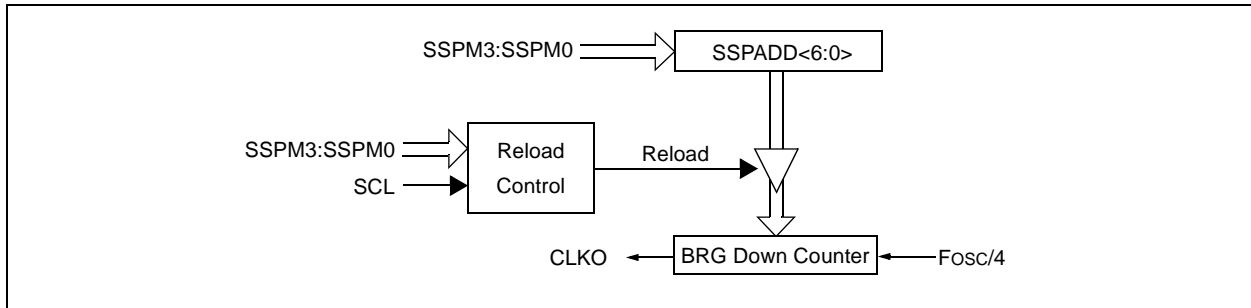 SSPM3:SSPM0
SSPADD<6:0>
SSPM3:SSPM0
SCL
Reload
Control
Reload
CLKO
BRG Down Counter
FOSC/4